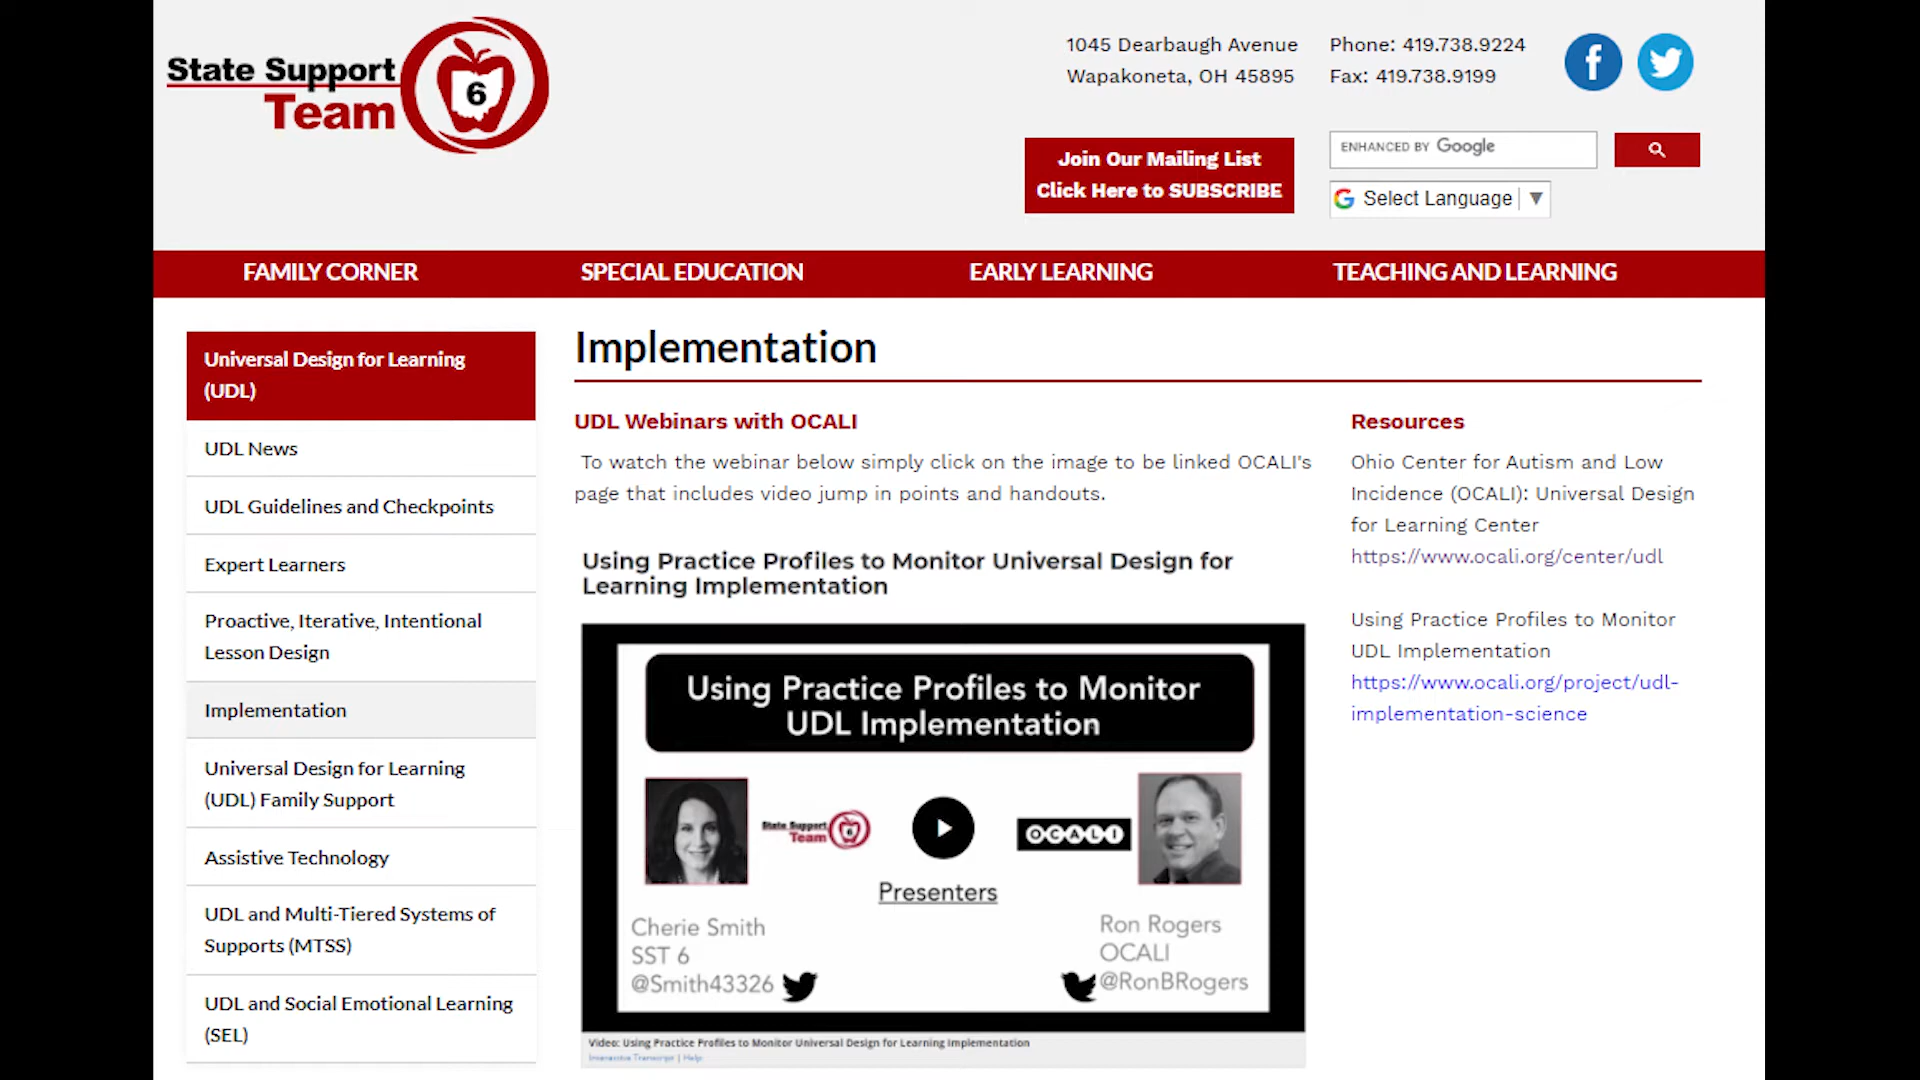 State Support
Team
6
1045 Dearbaugh Avenue
Wapakoneta, OH 45895
Phone: 419.738.9224
Fax: 419.738.9199
Join Our Mailing List
Click Here to SUBSCRIBE
ENHANCED BY Google
Select Language
FAMILY CORNER
SPECIAL EDUCATION
EARLY LEARNING
TEACHING AND LEARNING
Universal Design for Learning
(UDL)
UDL News
UDL Guidelines and Checkpoints
Expert Learners
Proactive, Iterative, Intentional
Lesson Design
Implementation
Universal Design for Learning
(UDL) Family Support
Assistive Technology
UDL and Multi-Tiered Systems of
Supports (MTSS)
UDL and Social Emotional Learning
(SEL)
Implementation
UDL Webinars with OCALI
To watch the webinar below simply click on the image to be linked OCALI's
page that includes video jump in points and handouts.
Using Practice Profiles to Monitor Universal Design for
Learning Implementation
Using Practice Profiles to Monitor
UDL Implementation
State Support
Team
6
OCALI
Presenters
Cherie Smith
SST 6
@Smith43326
Ron Rogers
OCALI
@RonBRogers
Video: Using Practice Profiles to Monitor Universal Design for Learning Implementation
Interactive Transcript | Help
Resources
Ohio Center for Autism and Low
Incidence (OCALI): Universal Design
for Learning Center
https://www.ocali.org/center/udl
Using Practice Profiles to Monitor
UDL Implementation
https://www.ocali.org/project/udl-
implementation-science